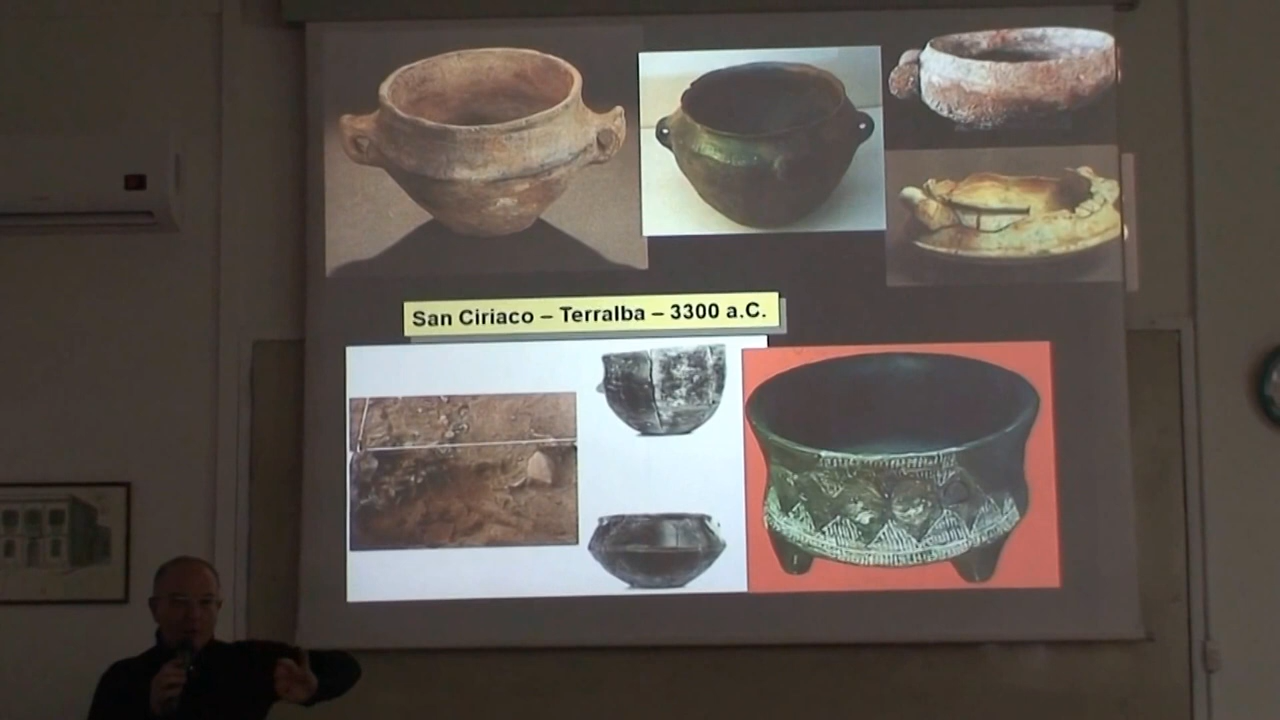 San Ciriaco – Terralba – 3300 a.C.